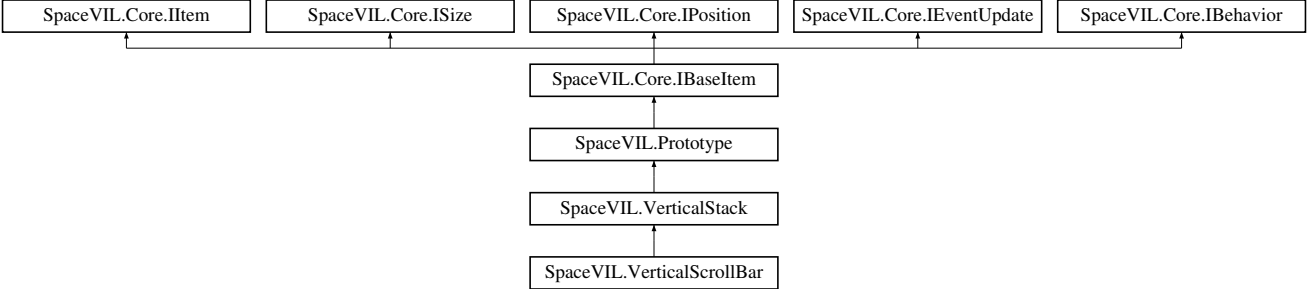 SpaceVIL.Core.IItem
SpaceVIL.Core.ISize
SpaceVIL.Core.IPosition
SpaceVIL.Core.IEventUpdate
SpaceVIL.Core.IBehavior
SpaceVIL.Core.IBaseItem
SpaceVIL.Prototype
SpaceVIL.VerticalStack
SpaceVIL.VerticalScrollBar